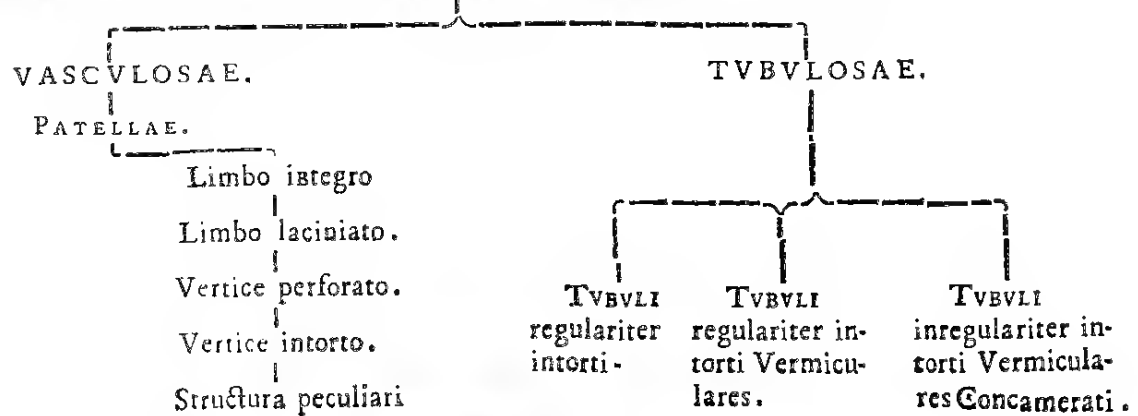 VASCVLOSAE.
PATELLAE.
Limbo integro
Limbo laciniato.
Vertice perforato.
Vertice intorto.
Structura peculiari
TVBVLOSAE.
TVBVLI
regulariter
intorti-
TVBVLI
regulariter in-
torti Vermicu-
lares.
TVBVLI
inregulariter in-
torti Vermicula-
res Concamerati.